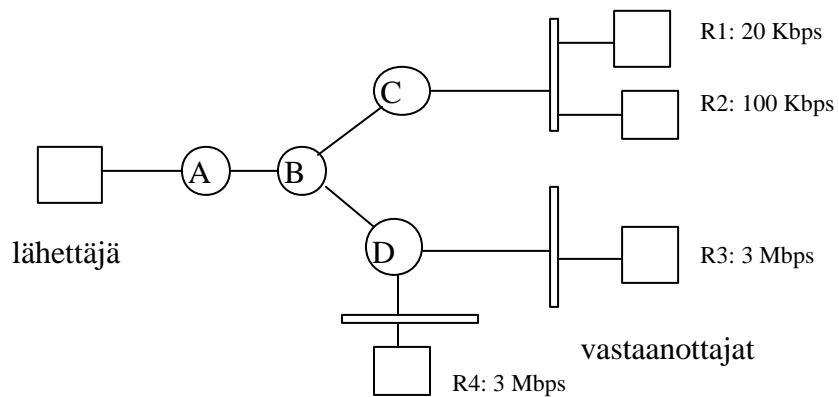 R1: 20 Kbps
C
R2: 100 Kbps
A
B
lähettäjä
D
R3: 3 Mbps
vastaanottajat
R4: 3 Mbps